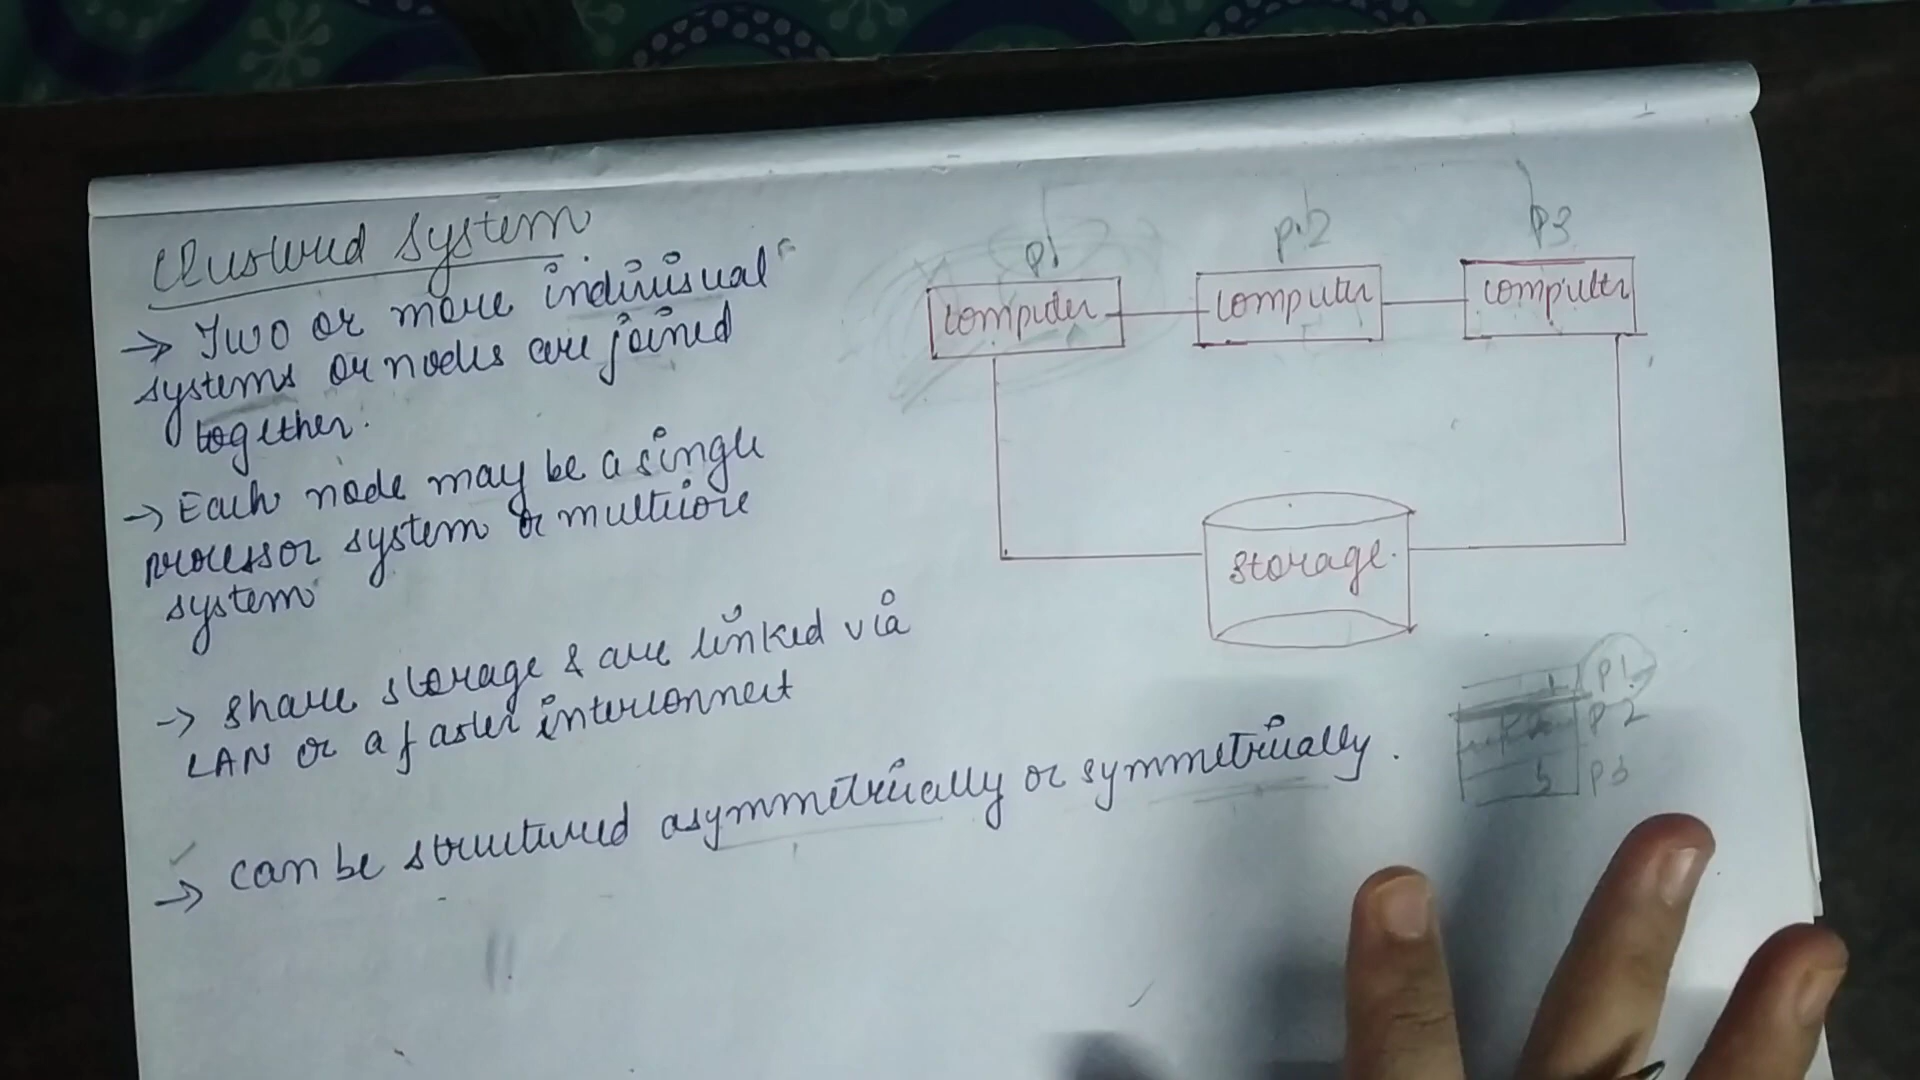 Clustered System
→ Two or more indiviisual
systems or nodes are joined
together.
→ Each node may be a single
processor system or multicore
system
→ share storage & are linked via
LAN or a faster interconnect
→ can be structured asymmetrically or symmetrically.
P1
P2
P3
computer
computer
computer
storage.
P1
P2
P3